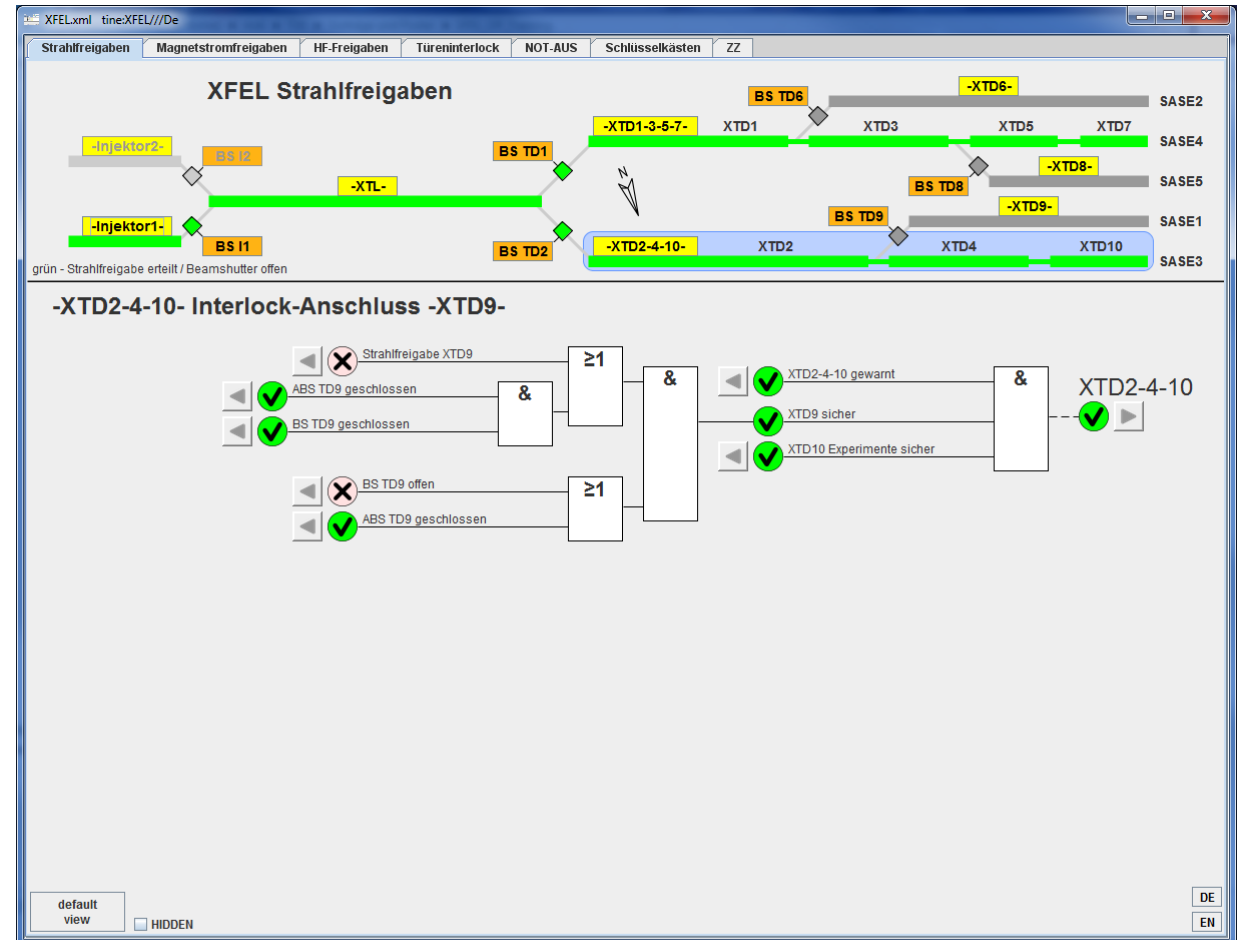 XFEL.xml tine:XFEL///De
Strahlfreigaben Magnetstromfreigaben HF-Freigaben Türeninterlock NOT-AUS Schlüsselkästen ZZ
XFEL Strahlfreigaben
BS TD6
-XTD6-
SASE2
-XTD1-3-5-7- XTD1 XTD3 XTD5 XTD7
SASE4
-Injektor2-
BS I2
BS TD1
-XTD8-
N
-XTL-
BS TD8
SASE5
-XTD9-
-Injektor1-
BS TD9
SASE1
BS I1
BS TD2
-XTD2-4-10- XTD2 XTD4 XTD10
SASE3
grün - Strahlfreigabe erteilt / Beamshutter offen
-XTD2-4-10- Interlock-Anschluss -XTD9-
Strahlfreigabe XTD9
≥1
ABS TD9 geschlossen
&
BS TD9 geschlossen
&
XTD2-4-10 gewarnt
&
XTD2-4-10
XTD9 sicher
XTD10 Experimente sicher
BS TD9 offen
≥1
ABS TD9 geschlossen
default
view
HIDDEN
DE
EN